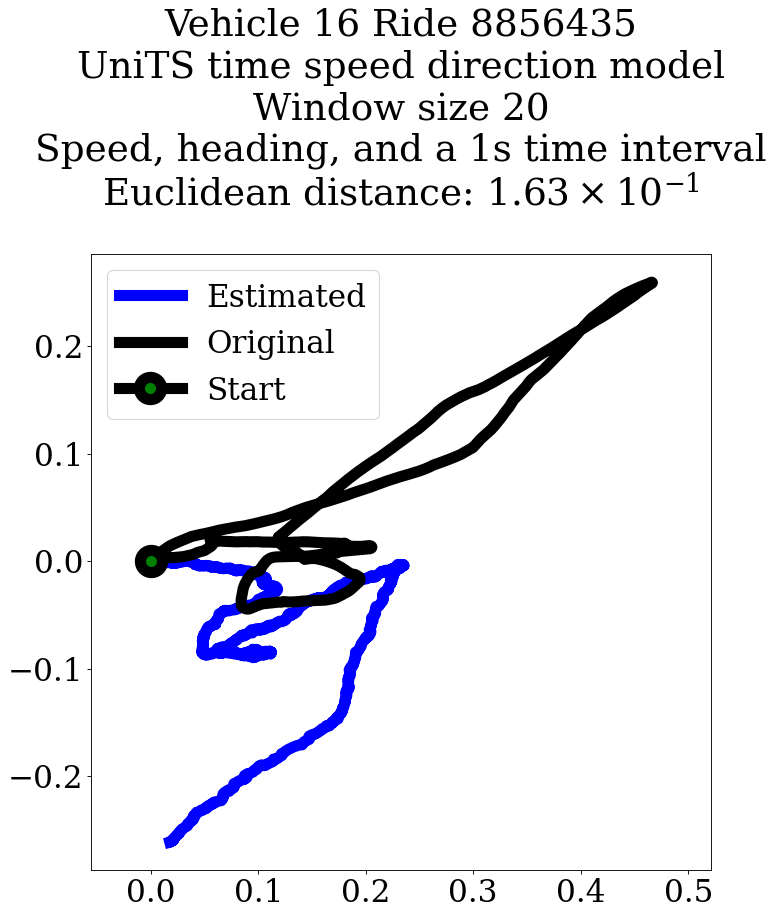 Vehicle 16 Ride 8856435
UniTS time speed direction model
Window size 20
Speed, heading, and a 1s time interval
Euclidean distance: 1.63 × 10⁻¹
Estimated
Original
Start
0.2
0.1
0.0
−0.1
−0.2
0.0 0.1 0.2 0.3 0.4 0.5